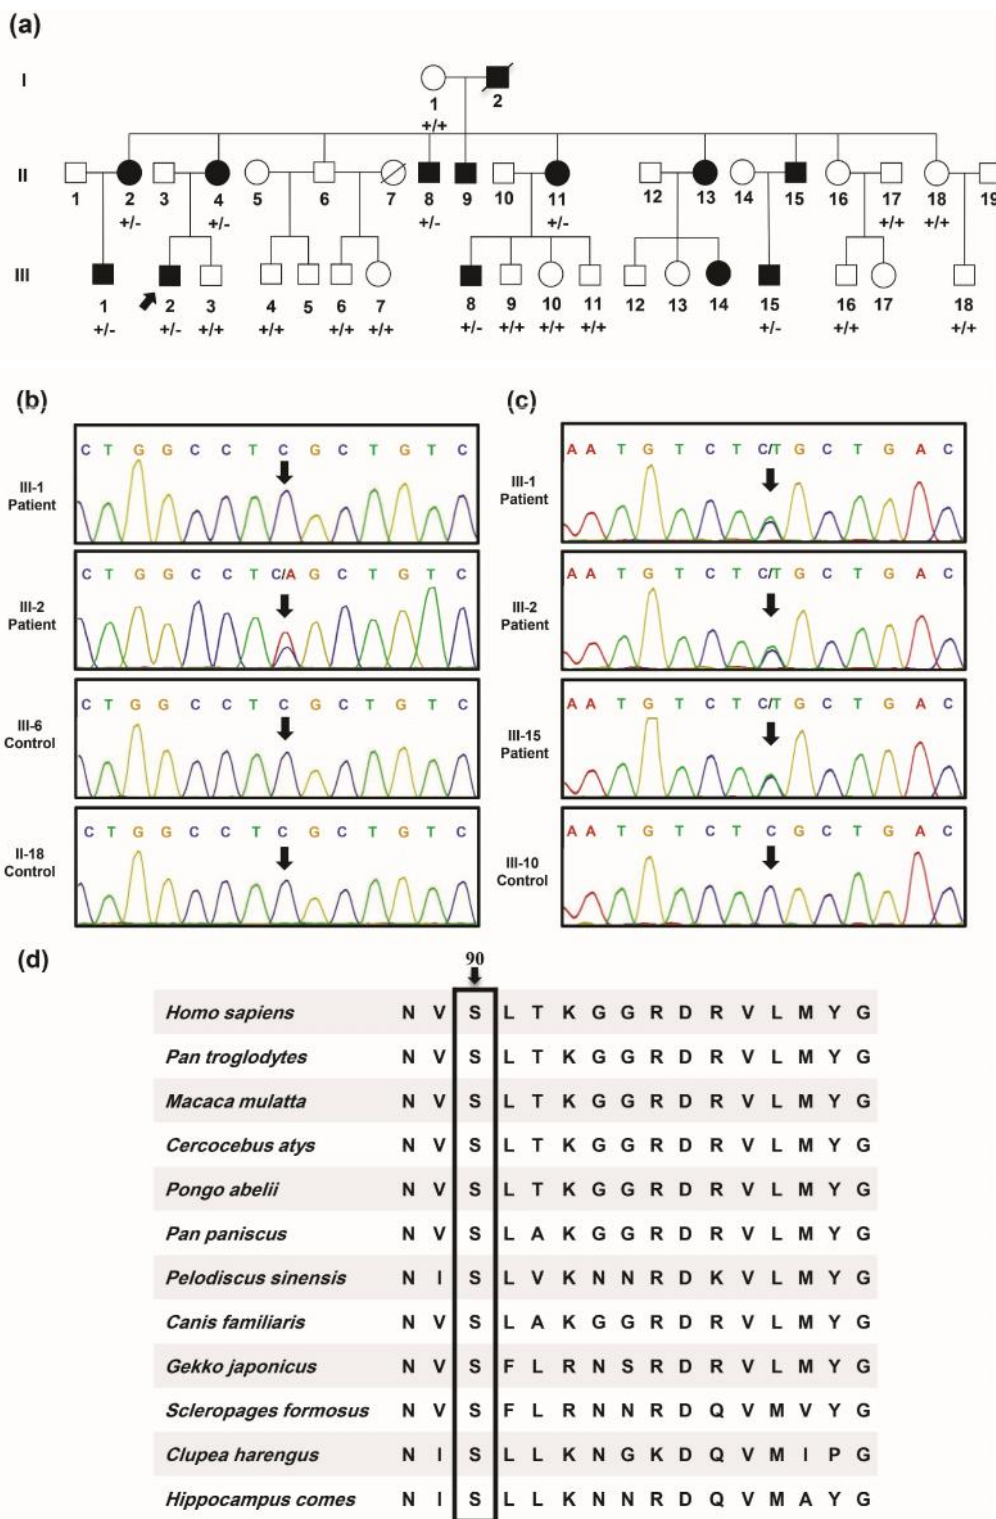 (a)
I
1 2
+/+
II
1 2 3 4 5 6 7 8 9 10 11 12 13 14 15 16 17 18 19
+/- +/- +/- +/- +/+ +/+
III
1 2 3 4 5 6 7 8 9 10 11 12 13 14 15 16 17 18
+/- +/- +/+ +/+ +/+ +/+ +/- +/+ +/+ +/+ +/- +/+ +/+
(b)
C T G G C C T C G C T G T C
III-1
Patient
C T G G C C T C/A G C T G T C
III-2
Patient
C T G G C C T C G C T G T C
III-6
Control
C T G G C C T C G C T G T C
II-18
Control
(c)
A A T G T C T C/T G C T G A C
III-1
Patient
A A T G T C T C/T G C T G A C
III-2
Patient
A A T G T C T C/T G C T G A C
III-15
Patient
A A T G T C T C G C T G A C
III-10
Control
(d)
90
Homo sapiens N V S L T K G G R D R V L M Y G
Pan troglodytes N V S L T K G G R D R V L M Y G
Macaca mulatta N V S L T K G G R D R V L M Y G
Cercocebus atys N V S L T K G G R D R V L M Y G
Pongo abelii N V S L T K G G R D R V L M Y G
Pan paniscus N V S L A K G G R D R V L M Y G
Pelodiscus sinensis N I S L V K N N R D K V L M Y G
Canis familiaris N V S L A K G G R D R V L M Y G
Gekko japonicus N V S F L R N S R D R V L M Y G
Scleropages formosus N V S F L R N N R D Q V M V Y G
Clupea harengus N I S L L K N G K D Q V M I P G
Hippocampus comes N I S L L K N N R D Q V M A Y G